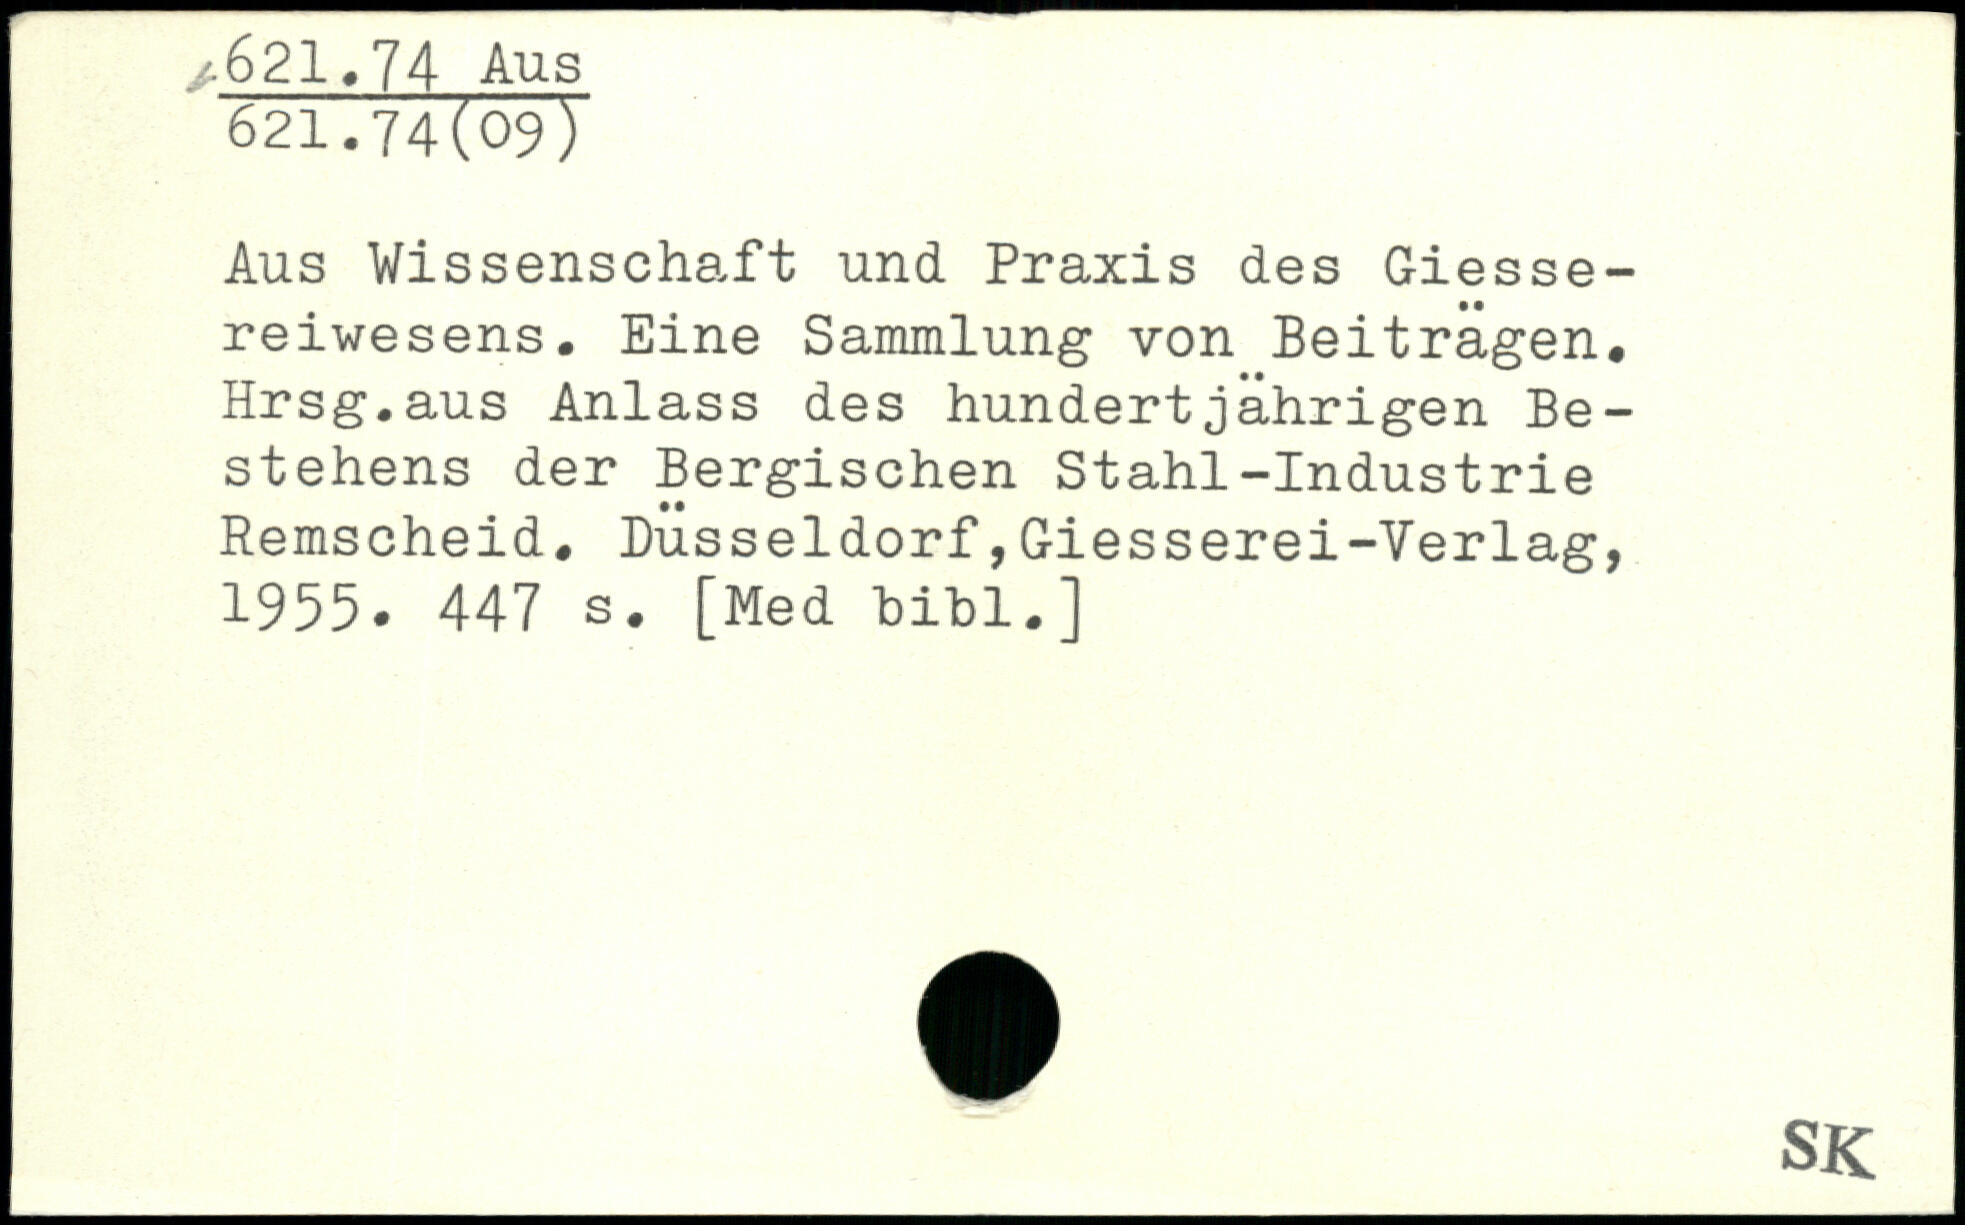 621.74 Aus
621.74(09)
Aus Wissenschaft und Praxis des Giesse-
reiwesens. Eine Sammlung von Beiträgen.
Hrsg.aus Anlass des hundertjährigen Be-
stehens der Bergischen Stahl-Industrie
Remscheid. Düsseldorf,Giesserei-Verlag,
1955. 447 s. [Med bibl.]
SK